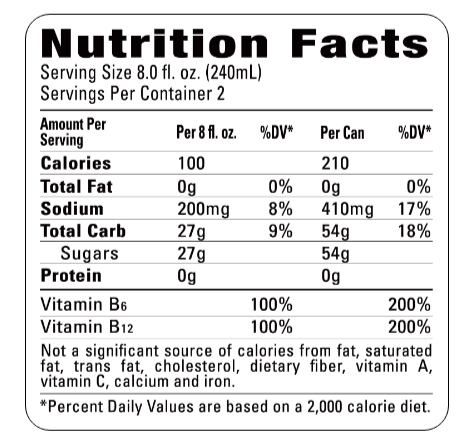 Nutrition Facts
Serving Size 8.0 fl. oz. (240mL)
Servings Per Container 2
Amount Per Serving Per 8 fl. oz. %DV* Per Can %DV*
Calories 100 210
Total Fat 0g 0% 0g 0%
Sodium 200mg 8% 410mg 17%
Total Carb 27g 9% 54g 18%
Sugars 27g 54g
Protein 0g 0g
Vitamin B6 100% 200%
Vitamin B12 100% 200%
Not a significant source of calories from fat, saturated
fat, trans fat, cholesterol, dietary fiber, vitamin A,
vitamin C, calcium and iron.
*Percent Daily Values are based on a 2,000 calorie diet.